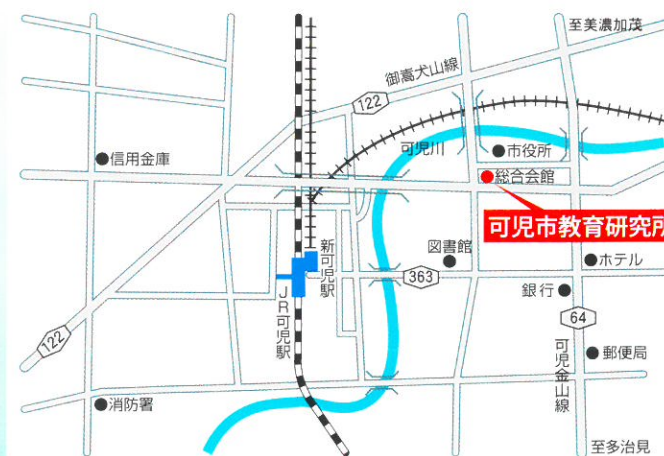 至美濃加茂
御嵩犬山線
122
可児川
市役所
信用金庫
総合会館
可児市教育研究所
図書館
ホテル
新可児駅
363
銀行
JR可児駅
64
122
可児金山線
郵便局
消防署
至多治見